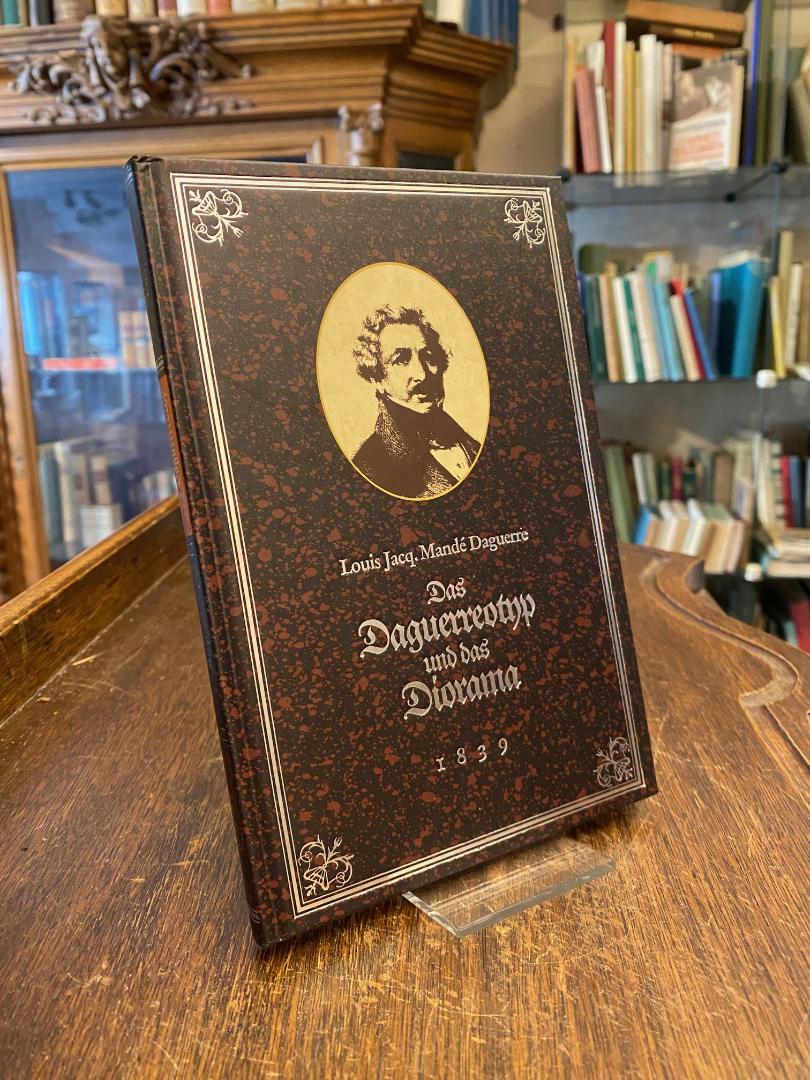 Louis Jacq. Mandé Daguerre
Das
Daguerreotyp
und das
Diorama
1839